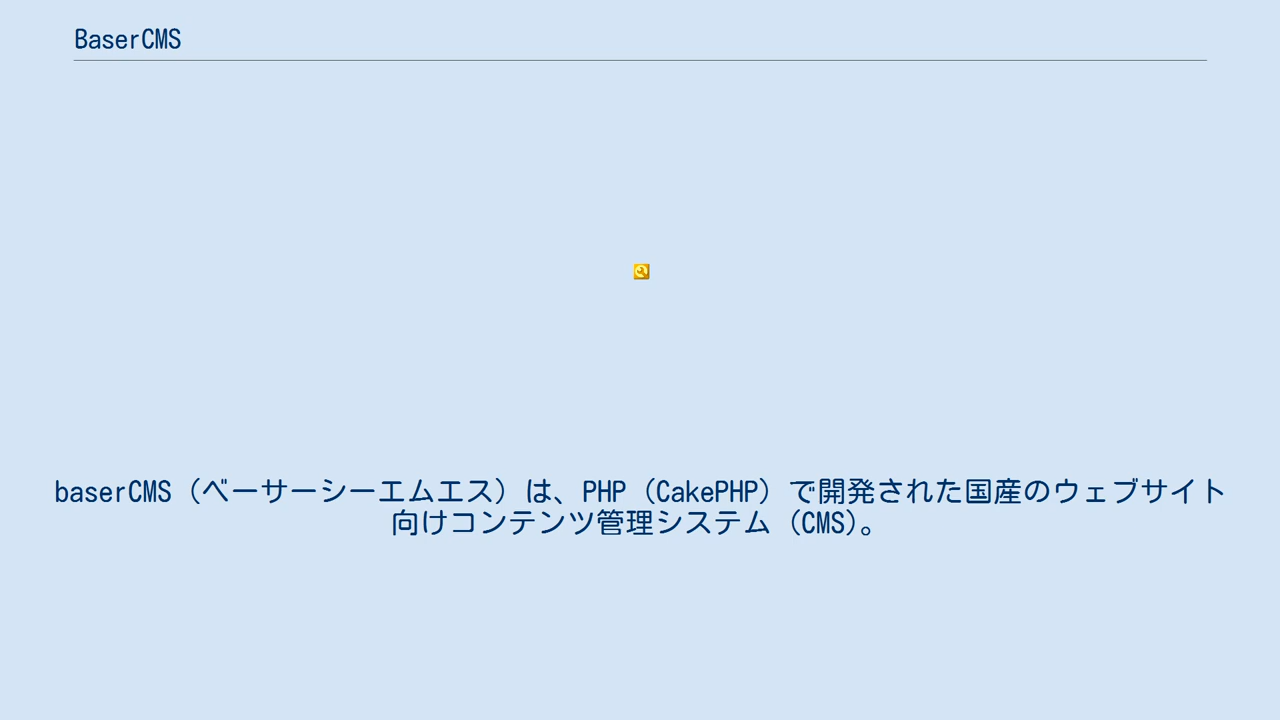 BaserCMS
baserCMS（ベーサーシーエムエス）は、PHP（CakePHP）で開発された国産のウェブサイト
向けコンテンツ管理システム（CMS）。